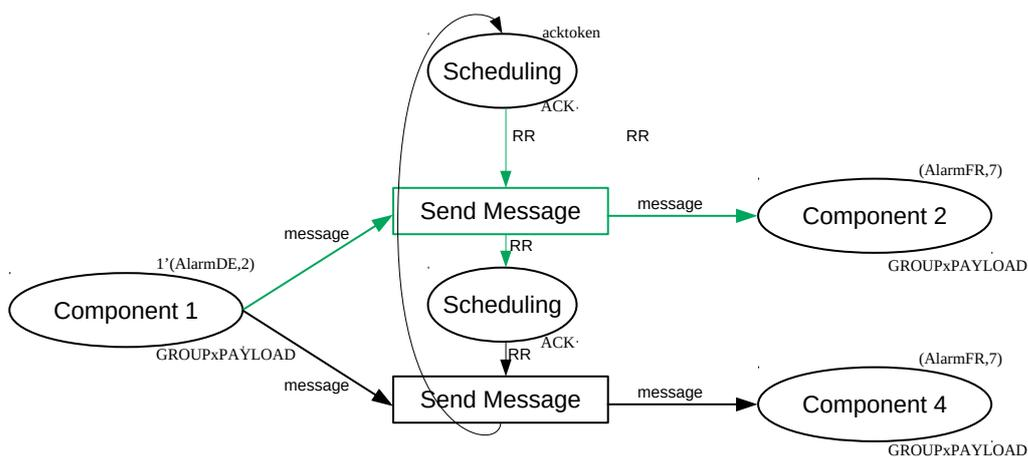 acktoken
Scheduling
ACK
RR
RR
(AlarmFR,7)
Send Message
message
Component 2
message
RR
1’(AlarmDE,2)
GROUPxPAYLOAD
Component 1
Scheduling
ACK
RR
GROUPxPAYLOAD
(AlarmFR,7)
message
Send Message
message
Component 4
GROUPxPAYLOAD